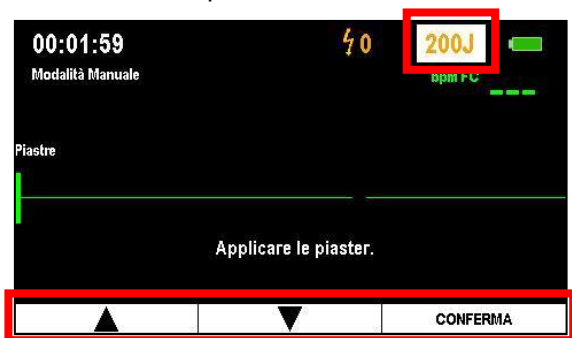 00:01:59 0 200J
Modalità Manuale bpm FC
---
Piastre
Applicare le piaster.
CONFERMA